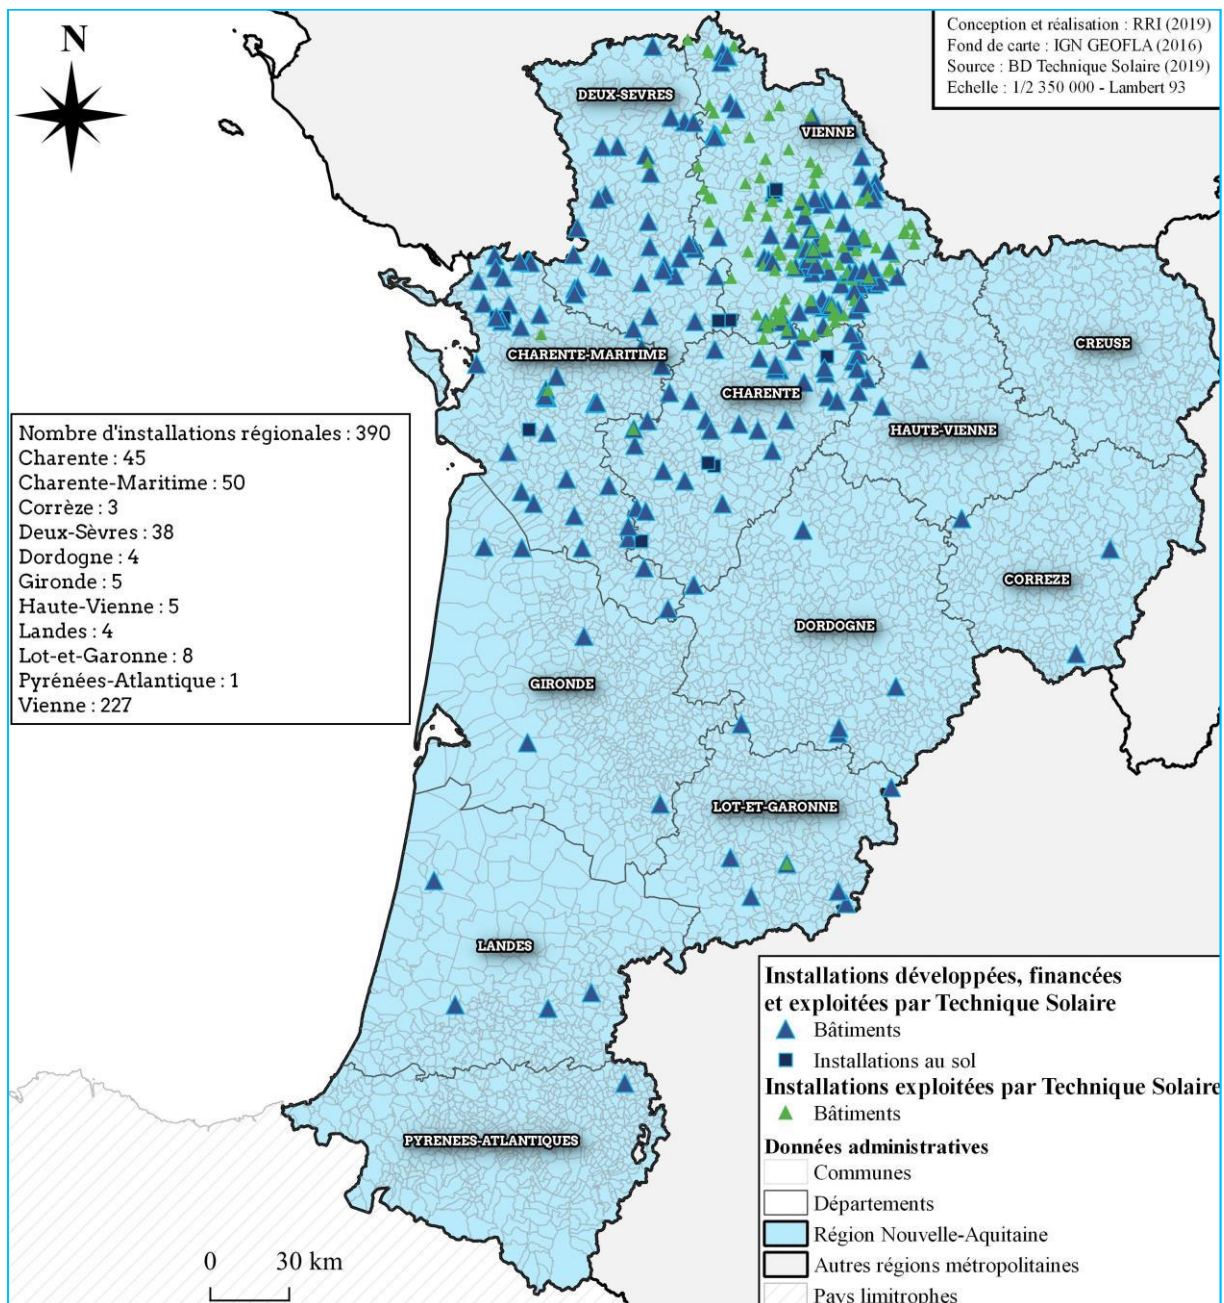 Conception et réalisation : RRI (2019)
Fond de carte : IGN GEOFLA (2016)
Source : BD Technique Solaire (2019)
Echelle : 1/2 350 000 - Lambert 93
N
DEUX-SEVRES
VIENNE
CHARENTE-MARITIME
CREUSE
CHARENTE
HAUTE-VIENNE
Nombre d'installations régionales : 390
Charente : 45
Charente-Maritime : 50
Corrèze : 3
Deux-Sèvres : 38
Dordogne : 4
Gironde : 5
Haute-Vienne : 5
Landes : 4
Lot-et-Garonne : 8
Pyrénées-Atlantique : 1
Vienne : 227
CORREZE
DORDOGNE
GIRONDE
LOT-ET-GARONNE
LANDES
PYRENEES-ATLANTIQUES
Installations développées, financées
et exploitées par Technique Solaire
Bâtiments
Installations au sol
Installations exploitées par Technique Solaire
Bâtiments
Données administratives
Communes
Départements
Région Nouvelle-Aquitaine
Autres régions métropolitaines
Pays limitrophes
0 30 km